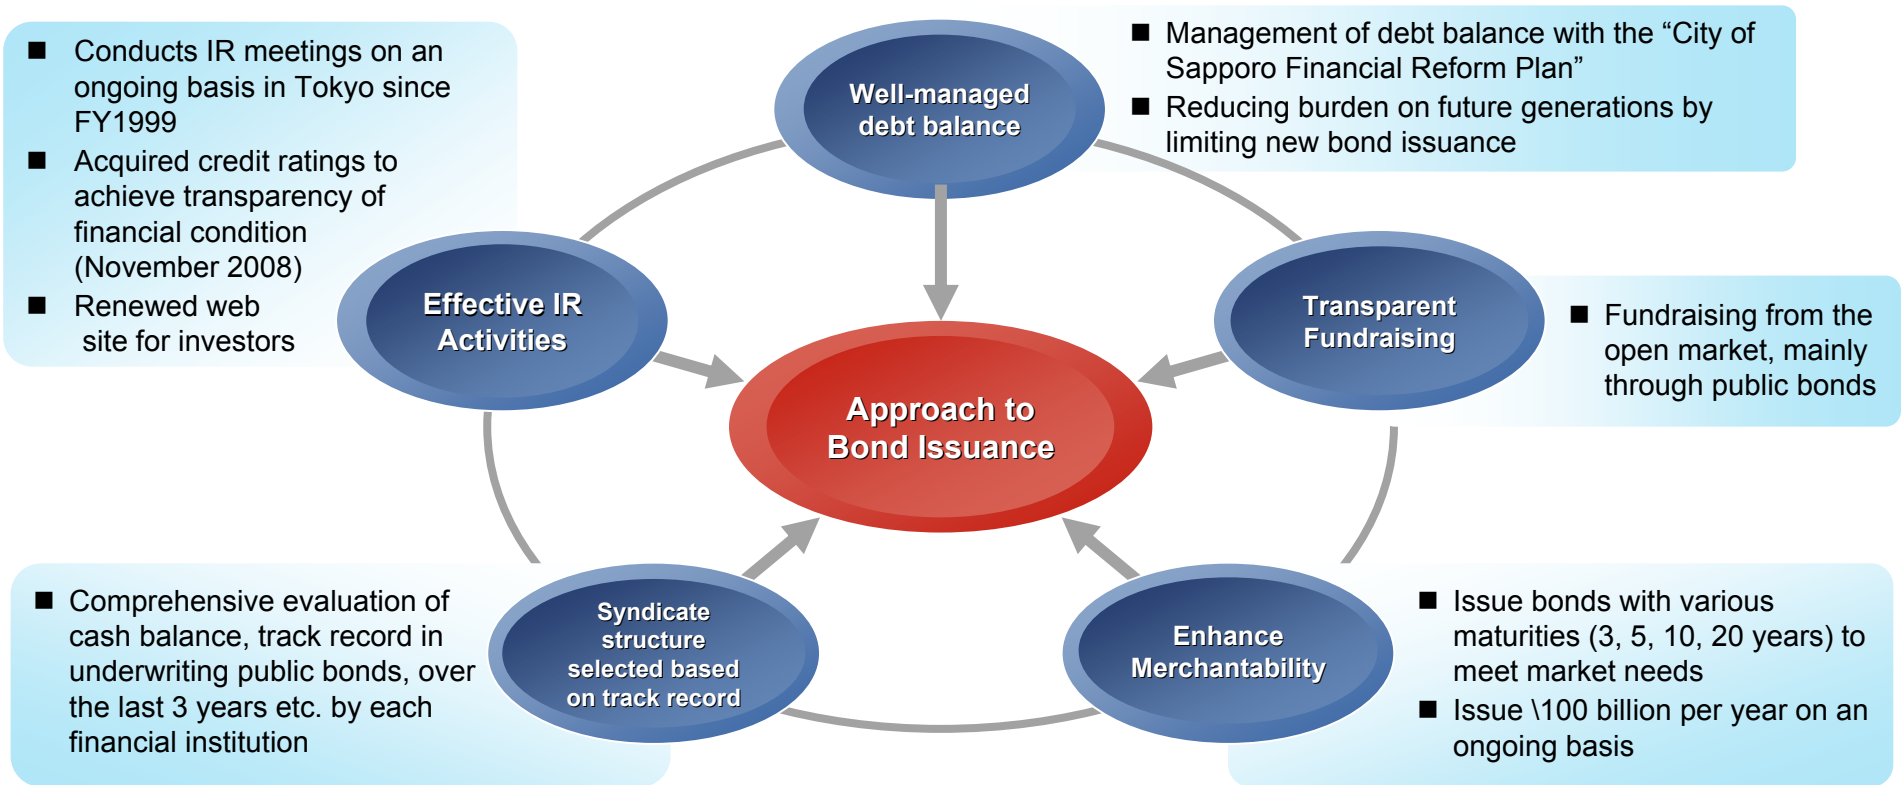 ■ Conducts IR meetings on an
ongoing basis in Tokyo since
FY1999
■ Acquired credit ratings to
achieve transparency of
financial condition
(November 2008)
■ Renewed web
site for investors
Well-managed
debt balance
■ Management of debt balance with the “City of
Sapporo Financial Reform Plan”
■ Reducing burden on future generations by
limiting new bond issuance
Effective IR
Activities
Transparent
Fundraising
■ Fundraising from the
open market, mainly
through public bonds
Approach to
Bond Issuance
■ Comprehensive evaluation of
cash balance, track record in
underwriting public bonds, over
the last 3 years etc. by each
financial institution
Syndicate
structure
selected based
on track record
Enhance
Merchantability
■ Issue bonds with various
maturities (3, 5, 10, 20 years) to
meet market needs
■ Issue \100 billion per year on an
ongoing basis